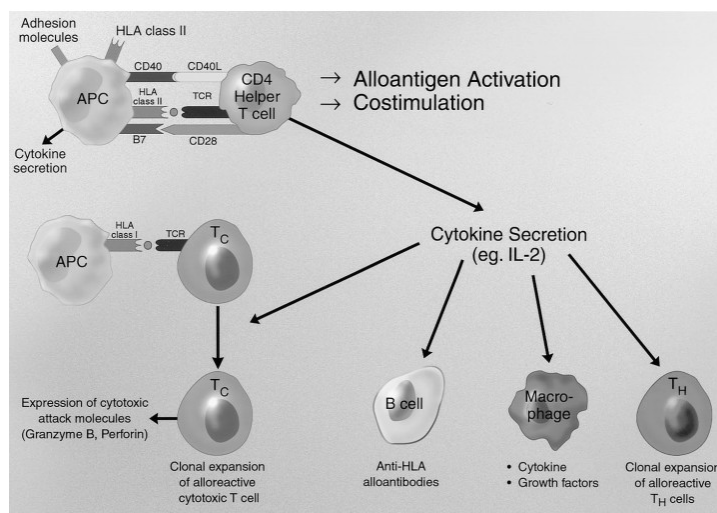 Adhesion
molecules
HLA class II
CD40
CD40L
APC
HLA
class II
TCR
CD4
Helper
T cell
B7
CD28
Cytokine
secretion
→ Alloantigen Activation
→ Costimulation
APC
HLA
class I
TCR
TC
Cytokine Secretion
(eg. IL-2)
Expression of cytotoxic
attack molecules
(Granzyme B, Perforin)
TC
Clonal expansion
of alloreactive
cytotoxic T cell
B cell
Anti-HLA
alloantibodies
Macro-
phage
• Cytokine
• Growth factors
TH
Clonal expansion
of alloreactive
TH cells